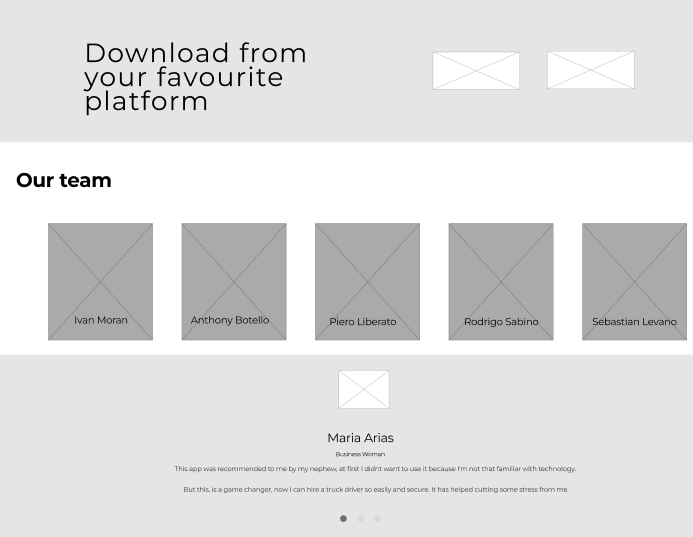 Download from
your favourite
platform
Our team
Ivan Moran
Anthony Botello
Piero Liberato
Rodrigo Sabino
Sebastian Levano
Maria Arias
Business Woman
This app was recommended to me by my nephew, at first I didnt want to use it because I'm not that familiar with technology.
But this, is a game changer, now I can hire a truck driver so easily and secure. It has helped cutting some stress from me.